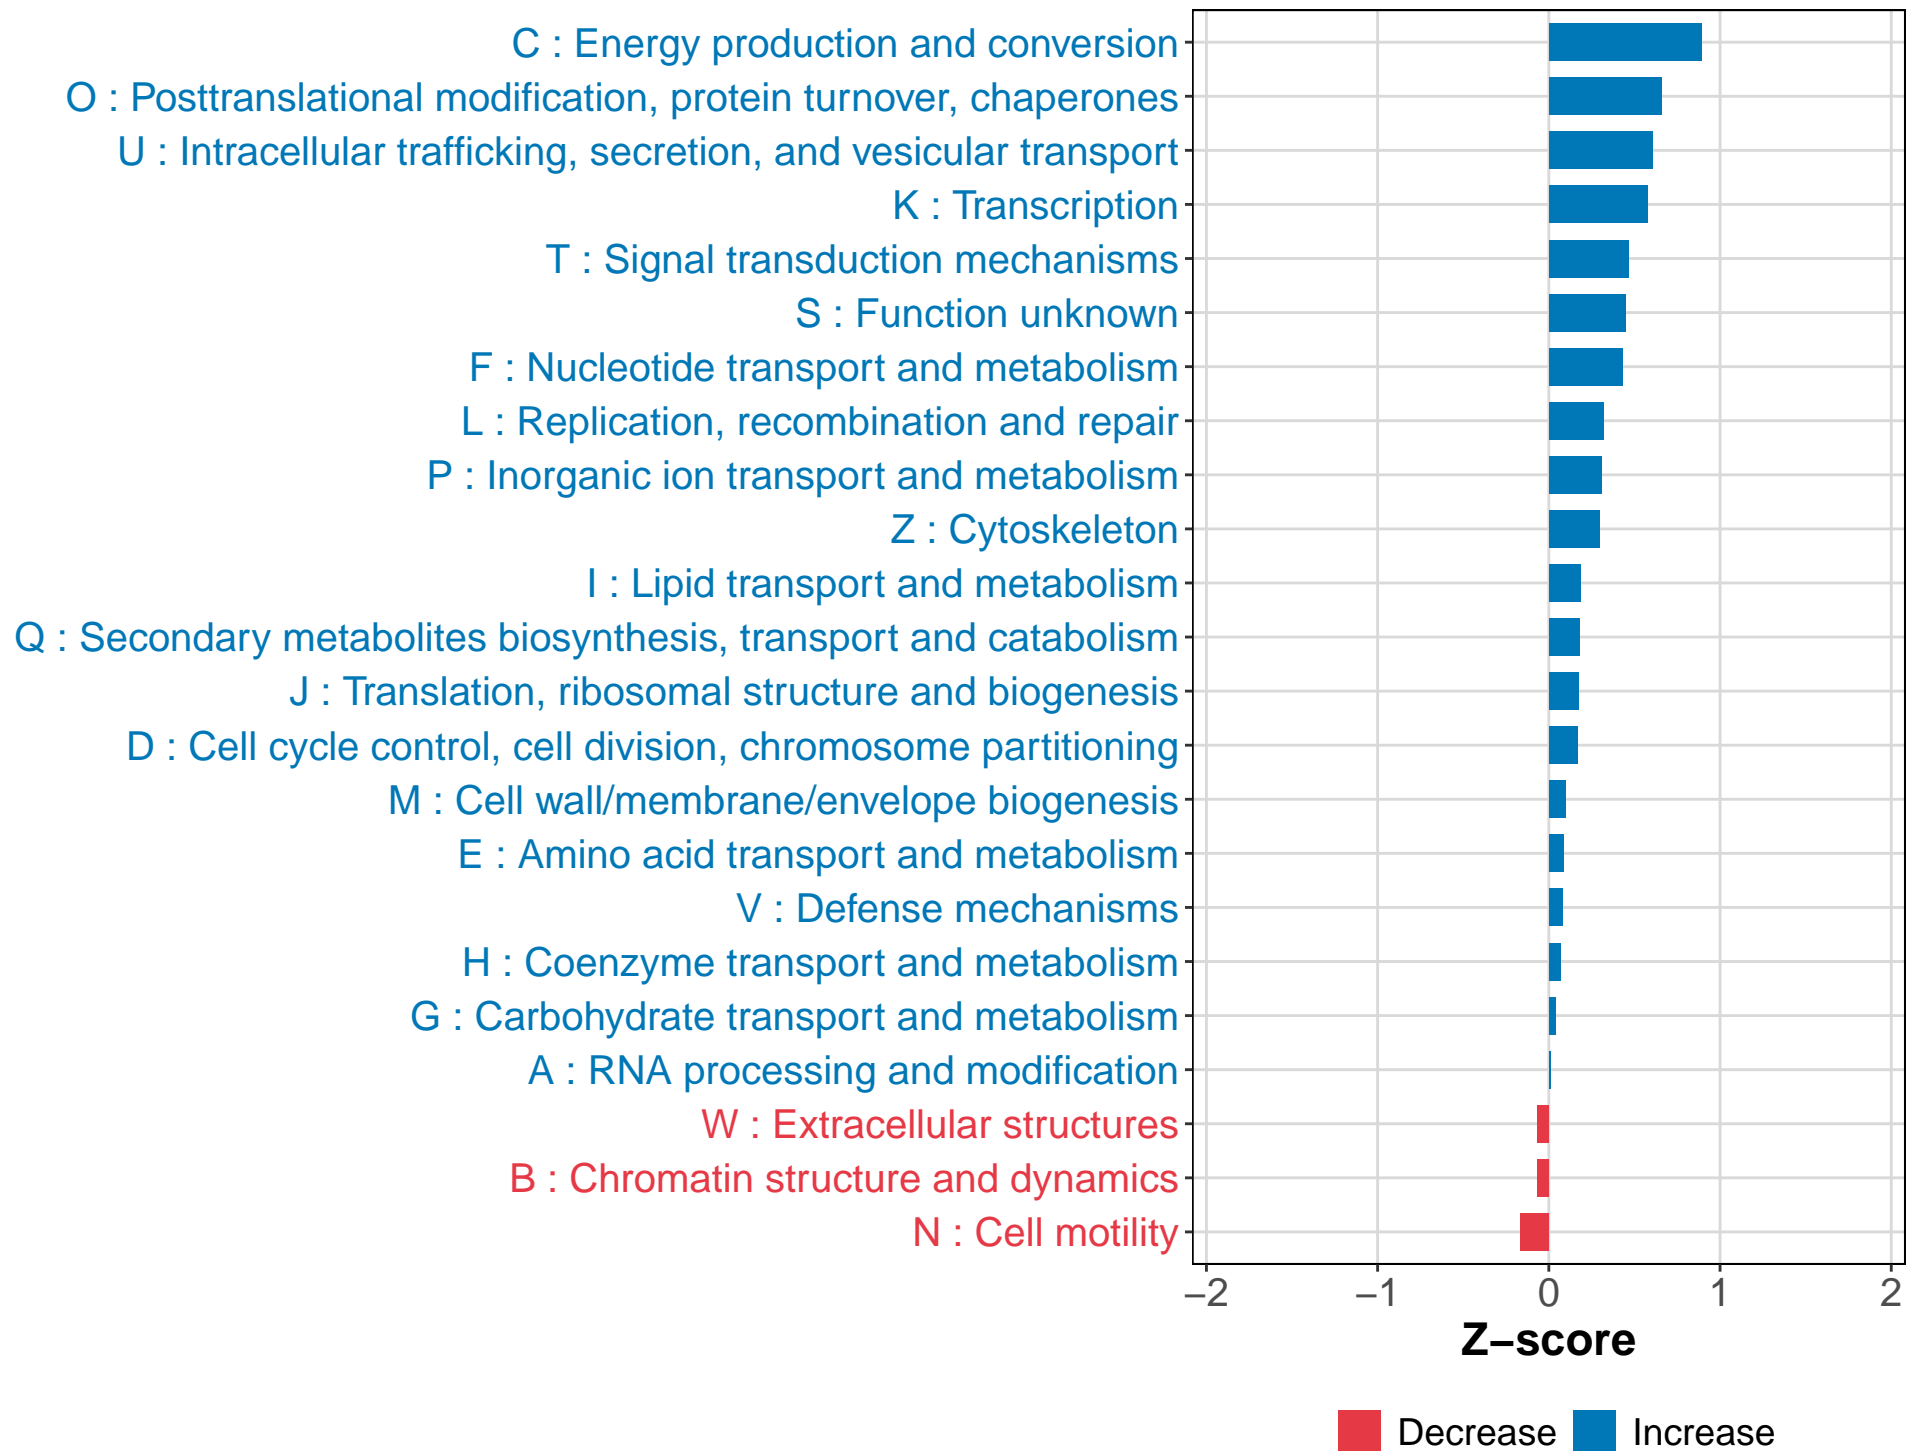 C : Energy production and conversion
O : Posttranslational modification, protein turnover, chaperones
U : Intracellular trafficking, secretion, and vesicular transport
K : Transcription
T : Signal transduction mechanisms
S : Function unknown
F : Nucleotide transport and metabolism
L : Replication, recombination and repair
P : Inorganic ion transport and metabolism
Z : Cytoskeleton
I : Lipid transport and metabolism
Q : Secondary metabolites biosynthesis, transport and catabolism
J : Translation, ribosomal structure and biogenesis
D : Cell cycle control, cell division, chromosome partitioning
M : Cell wall/membrane/envelope biogenesis
E : Amino acid transport and metabolism
V : Defense mechanisms
H : Coenzyme transport and metabolism
G : Carbohydrate transport and metabolism
A : RNA processing and modification
W : Extracellular structures
B : Chromatin structure and dynamics
N : Cell motility
−2 −1 0 1 2
Z−score
Decrease Increase